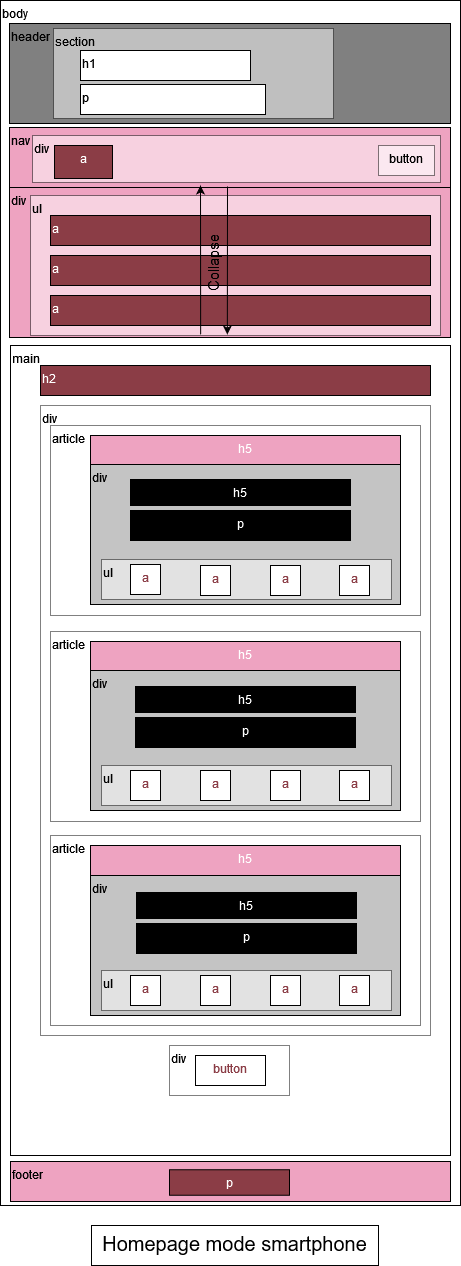 body
header
section
h1
p
nav
div
a
button
div
ul
a
a
a
Collapse
main
h2
div
article
h5
div
h5
p
ul
a a a a
article
h5
div
h5
p
ul
a a a a
article
h5
div
h5
p
ul
a a a a
div
button
footer
p
Homepage mode smartphone